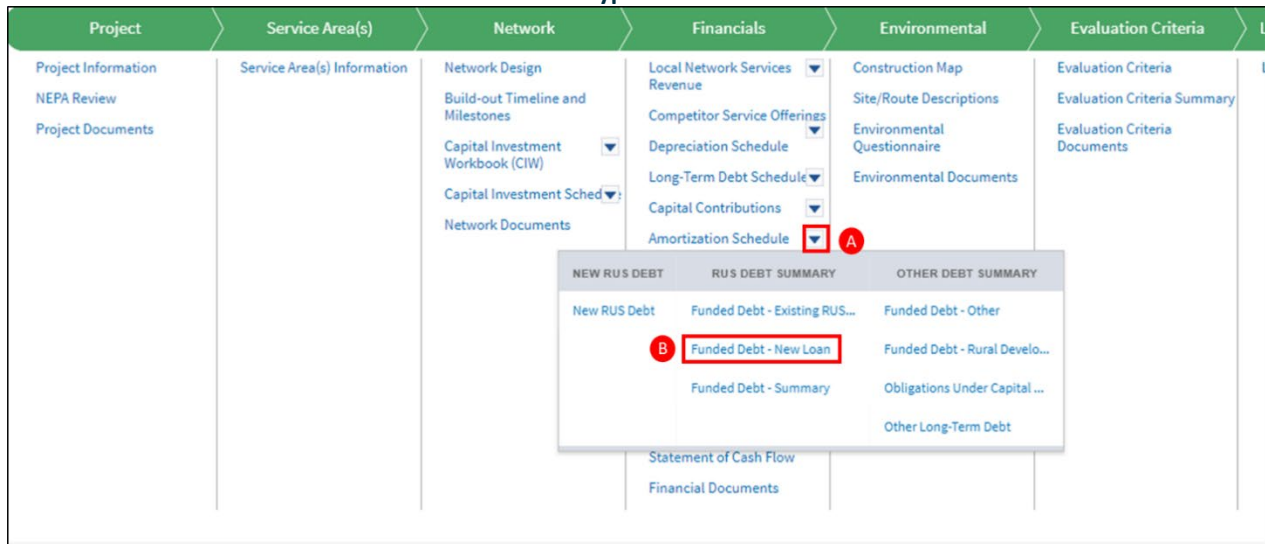 Project
Service Area(s)
Network
Financials
Environmental
Evaluation Criteria
Project Information
NEPA Review
Project Documents
Service Area(s) Information
Network Design
Build-out Timeline and
Milestones
Capital Investment
Workbook (CIW)
Capital Investment Sched
Network Documents
Local Network Services
Revenue
Competitor Service Offerings
Depreciation Schedule
Long-Term Debt Schedule
Capital Contributions
Amortization Schedule
A
Construction Map
Site/Route Descriptions
Environmental
Questionnaire
Environmental Documents
Evaluation Criteria
Evaluation Criteria Summary
Evaluation Criteria
Documents
NEW RUS DEBT
New RUS Debt
RUS DEBT SUMMARY
Funded Debt - Existing RUS...
B Funded Debt - New Loan
Funded Debt - Summary
OTHER DEBT SUMMARY
Funded Debt - Other
Funded Debt - Rural Develo...
Obligations Under Capital ...
Other Long-Term Debt
Statement of Cash Flow
Financial Documents